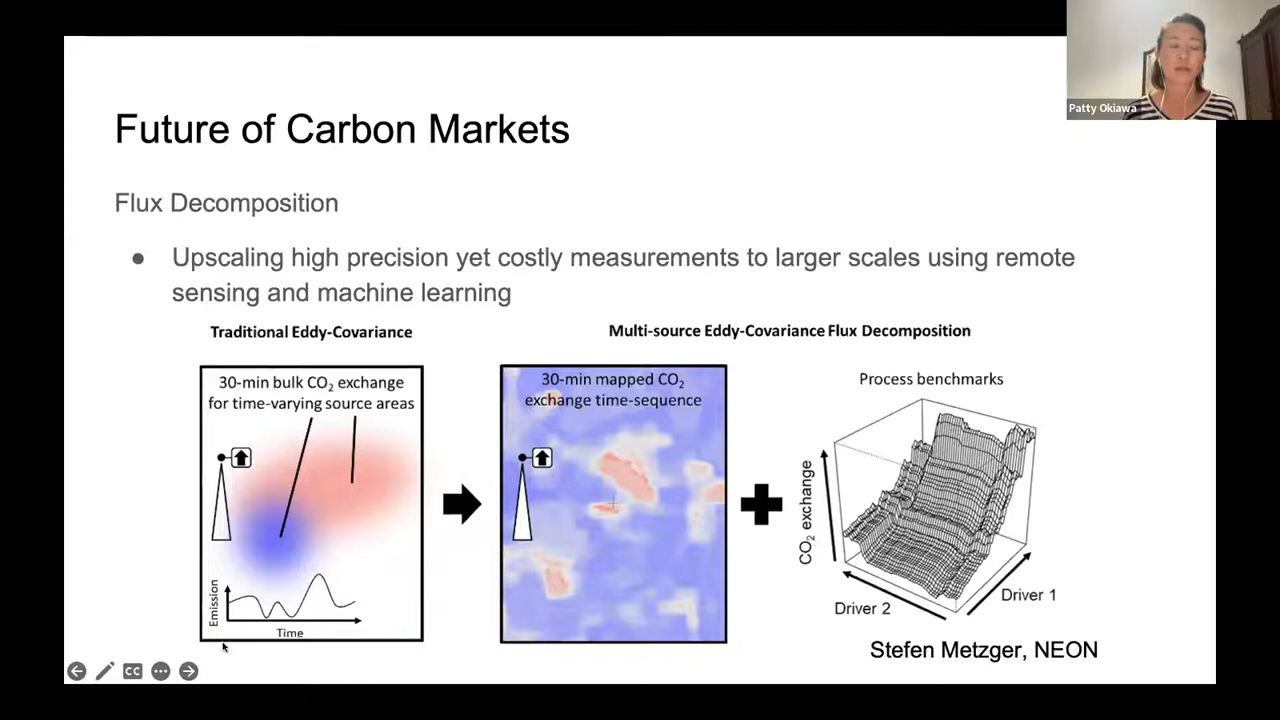 Patty Okiawa
Future of Carbon Markets
Flux Decomposition
● Upscaling high precision yet costly measurements to larger scales using remote
sensing and machine learning
Traditional Eddy-Covariance
Multi-source Eddy-Covariance Flux Decomposition
30-min bulk CO₂ exchange
for time-varying source areas
Emission
Time
30-min mapped CO₂
exchange time-sequence
Process benchmarks
CO₂ exchange
Driver 2
Driver 1
Stefen Metzger, NEON
CC